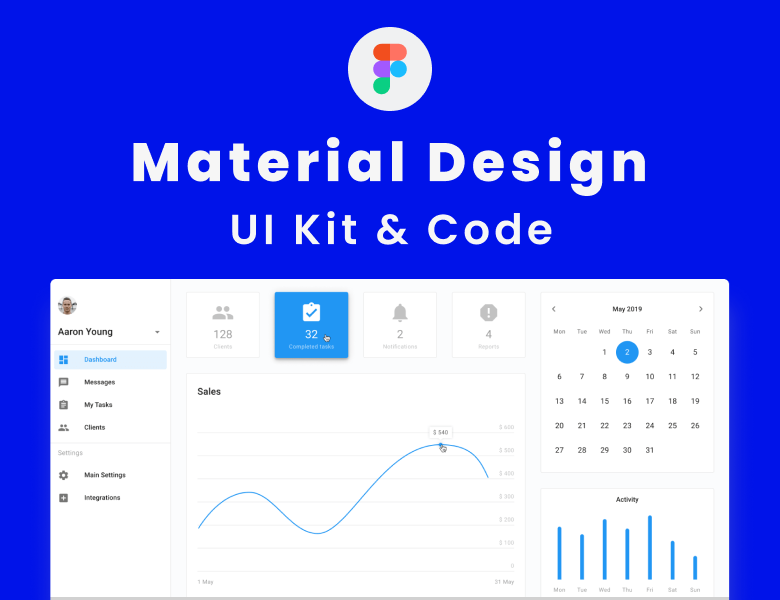 Material Design
UI Kit & Code
Aaron Young
Dashboard
Messages
My Tasks
Clients
Settings
Main Settings
Integrations
128
Clients
32
Completed tasks
2
Notifications
4
Reports
Sales
$ 600
$ 540
$ 500
$ 400
$ 300
$ 200
$ 100
0
1 May
31 May
May 2019
Mon Tue Wed Thu Fri Sat Sun
1 2 3 4 5
6 7 8 9 10 11 12
13 14 15 16 17 18 19
20 21 22 23 24 25 26
27 28 29 30 31
Activity
Mon Tue Wed Thu Fri Sat Sun